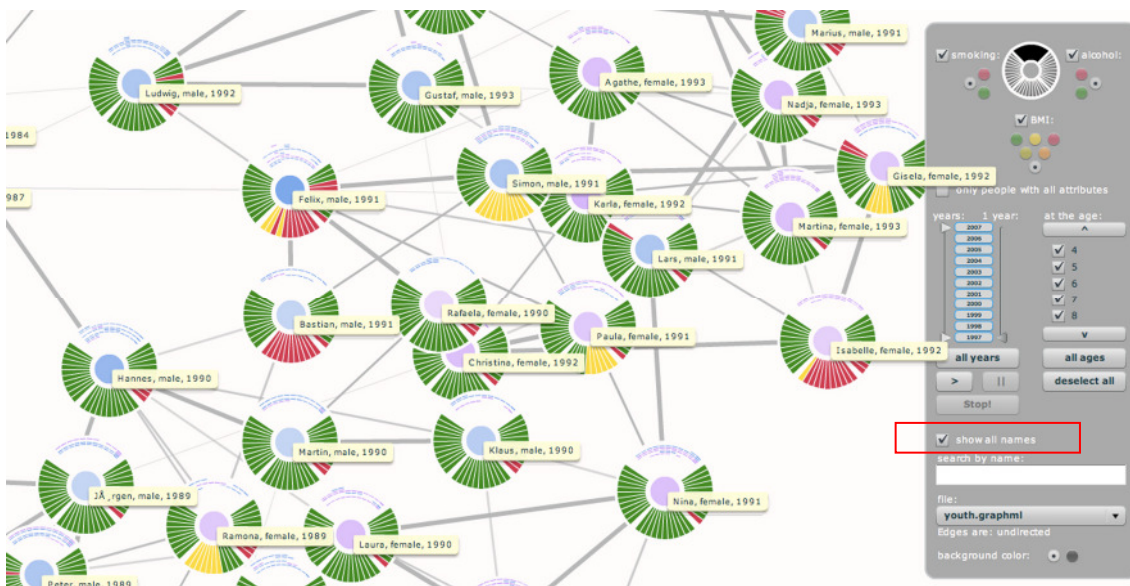 Marius, male, 1991
Ludwig, male, 1992
Gustaf, male, 1993
Agathe, female, 1993
Nadja, female, 1993
1984
Simon, male, 1991
Gisela, female, 1992
987
Felix, male, 1991
Karla, female, 1992
Martina, female, 1993
Lars, male, 1991
Rafaela, female, 1990
Bastian, male, 1991
Paula, female, 1991
Isabelle, female, 1992
Christina, female, 1992
Hannes, male, 1990
Martin, male, 1990
Klaus, male, 1990
JÅ¸rgen, male, 1989
Nina, female, 1991
Ramona, female, 1989
Laura, female, 1990
Peter, male, 1989
smoking:
alcohol:
BMI:
only people with all attributes
years: 1 year:
2007
2006
2005
2004
2003
2002
2001
2000
1999
1998
1997
all years
>
||
Stop!
at the age:
^
4
5
6
7
8
v
all ages
deselect all
show all names
search by name:
file:
youth.graphml
Edges are: undirected
background color: